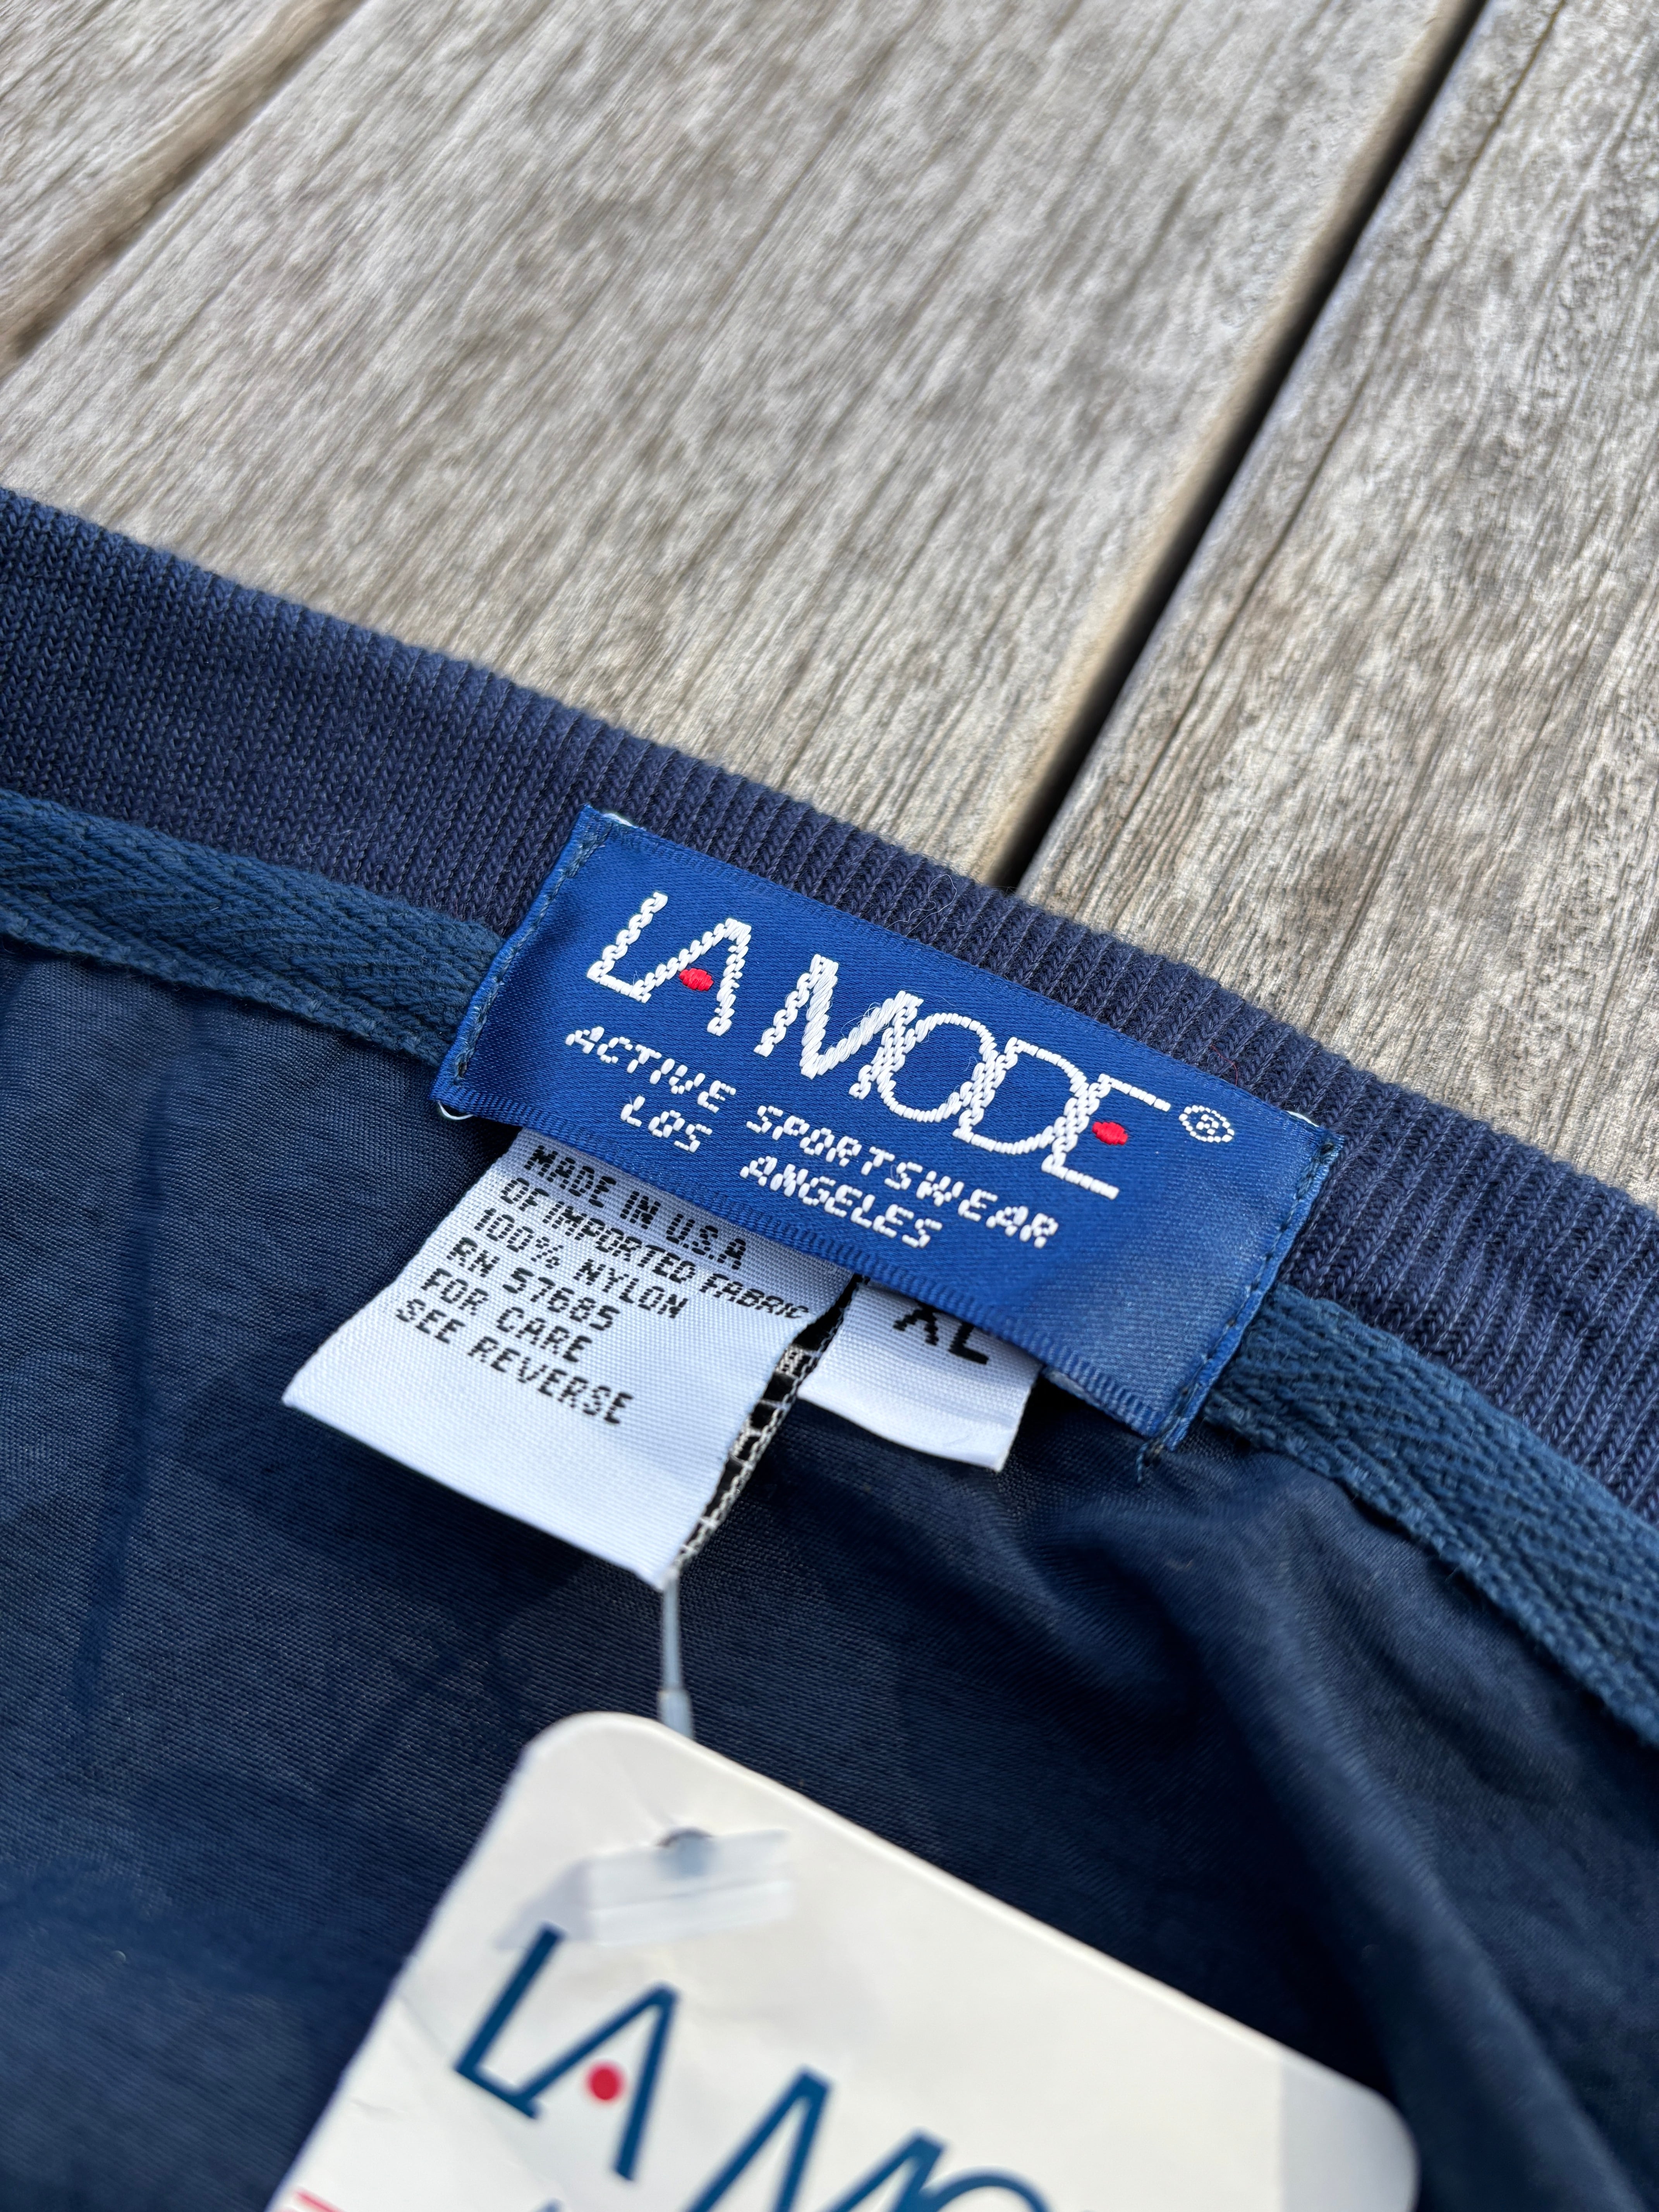 LA MODE ®
ACTIVE SPORTSWEAR
LOS ANGELES
MADE IN U.S.A
OF IMPORTED FABRIC
100% NYLON
RN 57685
FOR CARE
SEE REVERSE
XL
LA MO